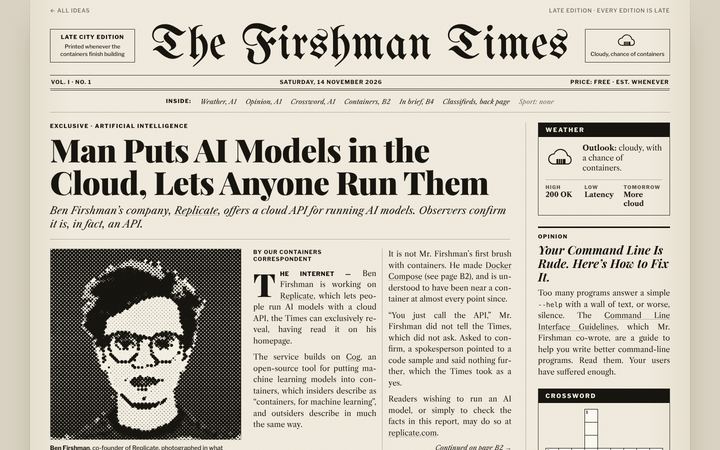 ← ALL IDEAS
LATE EDITION · EVERY EDITION IS LATE
LATE CITY EDITION
Printed whenever the
containers finish building
The Firshman Times
Cloudy, chance of containers
VOL. I · NO. 1
SATURDAY, 14 NOVEMBER 2026
PRICE: FREE · EST. WHENEVER
INSIDE: Weather, A1 Opinion, A1 Crossword, A1 Containers, B2 In brief, B4 Classifieds, back page Sport: none
EXCLUSIVE · ARTIFICIAL INTELLIGENCE
Man Puts AI Models in the
Cloud, Lets Anyone Run Them
Ben Firshman's company, Replicate, offers a cloud API for running AI models. Observers confirm
it is, in fact, an API.
Ben Firshman, co-founder of Replicate, photographed in what
BY OUR CONTAINERS
CORRESPONDENT
THE INTERNET — Ben
Firshman is working on
Replicate, which lets peo-
ple run AI models with a cloud
API, the Times can exclusively re-
veal, having read it on his
homepage.
The service builds on Cog, an
open-source tool for putting ma-
chine learning models into con-
tainers, which insiders describe as
“containers, for machine learning”,
and outsiders describe in much
the same way.
It is not Mr. Firshman's first brush
with containers. He made Docker
Compose (see page B2), and is un-
derstood to have been near a con-
tainer at almost every point since.
“You just call the API,” Mr.
Firshman did not tell the Times,
which did not ask. Asked to con-
firm, a spokesperson pointed to a
code sample and said nothing fur-
ther, which the Times took as a
yes.
Readers wishing to run an AI
model, or simply to check the
facts in this report, may do so at
replicate.com.
Continued on page B2 →
WEATHER
Outlook: cloudy, with
a chance of
containers.
HIGH
200 OK
LOW
Latency
TOMORROW
More
cloud
OPINION
Your Command Line Is
Rude. Here's How to Fix
It.
Too many programs answer a simple
--help with a wall of text, or worse,
silence. The Command Line
Interface Guidelines, which Mr.
Firshman co-wrote, are a guide to
help you write better command-line
programs. Read them. Your users
have suffered enough.
CROSSWORD